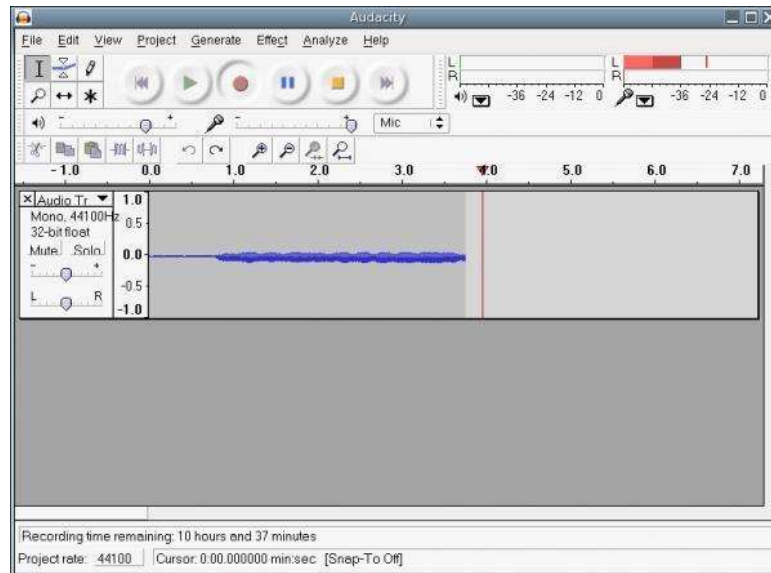 Audacity
File Edit View Project Generate Effect Analyze Help
L
R
-36 -24 -12 0
L
R
-36 -24 -12 0
- + - + Mic
-1.0 0.0 1.0 2.0 3.0 4.0 5.0 6.0 7.0
Audio Tr
Mono, 44100Hz
32-bit float
Mute Solo
- +
L R
1.0
0.5
0.0
-0.5
-1.0
Recording time remaining: 10 hours and 37 minutes
Project rate: 44100 Cursor: 0:00.000000 min:sec [Snap-To Off]